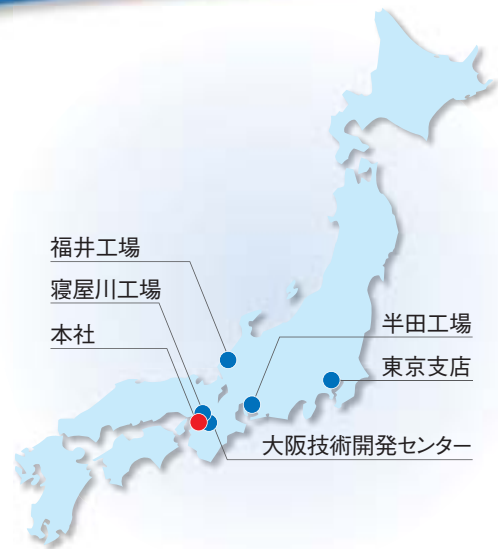 福井工場
寝屋川工場
本社
半田工場
東京支店
大阪技術開発センター